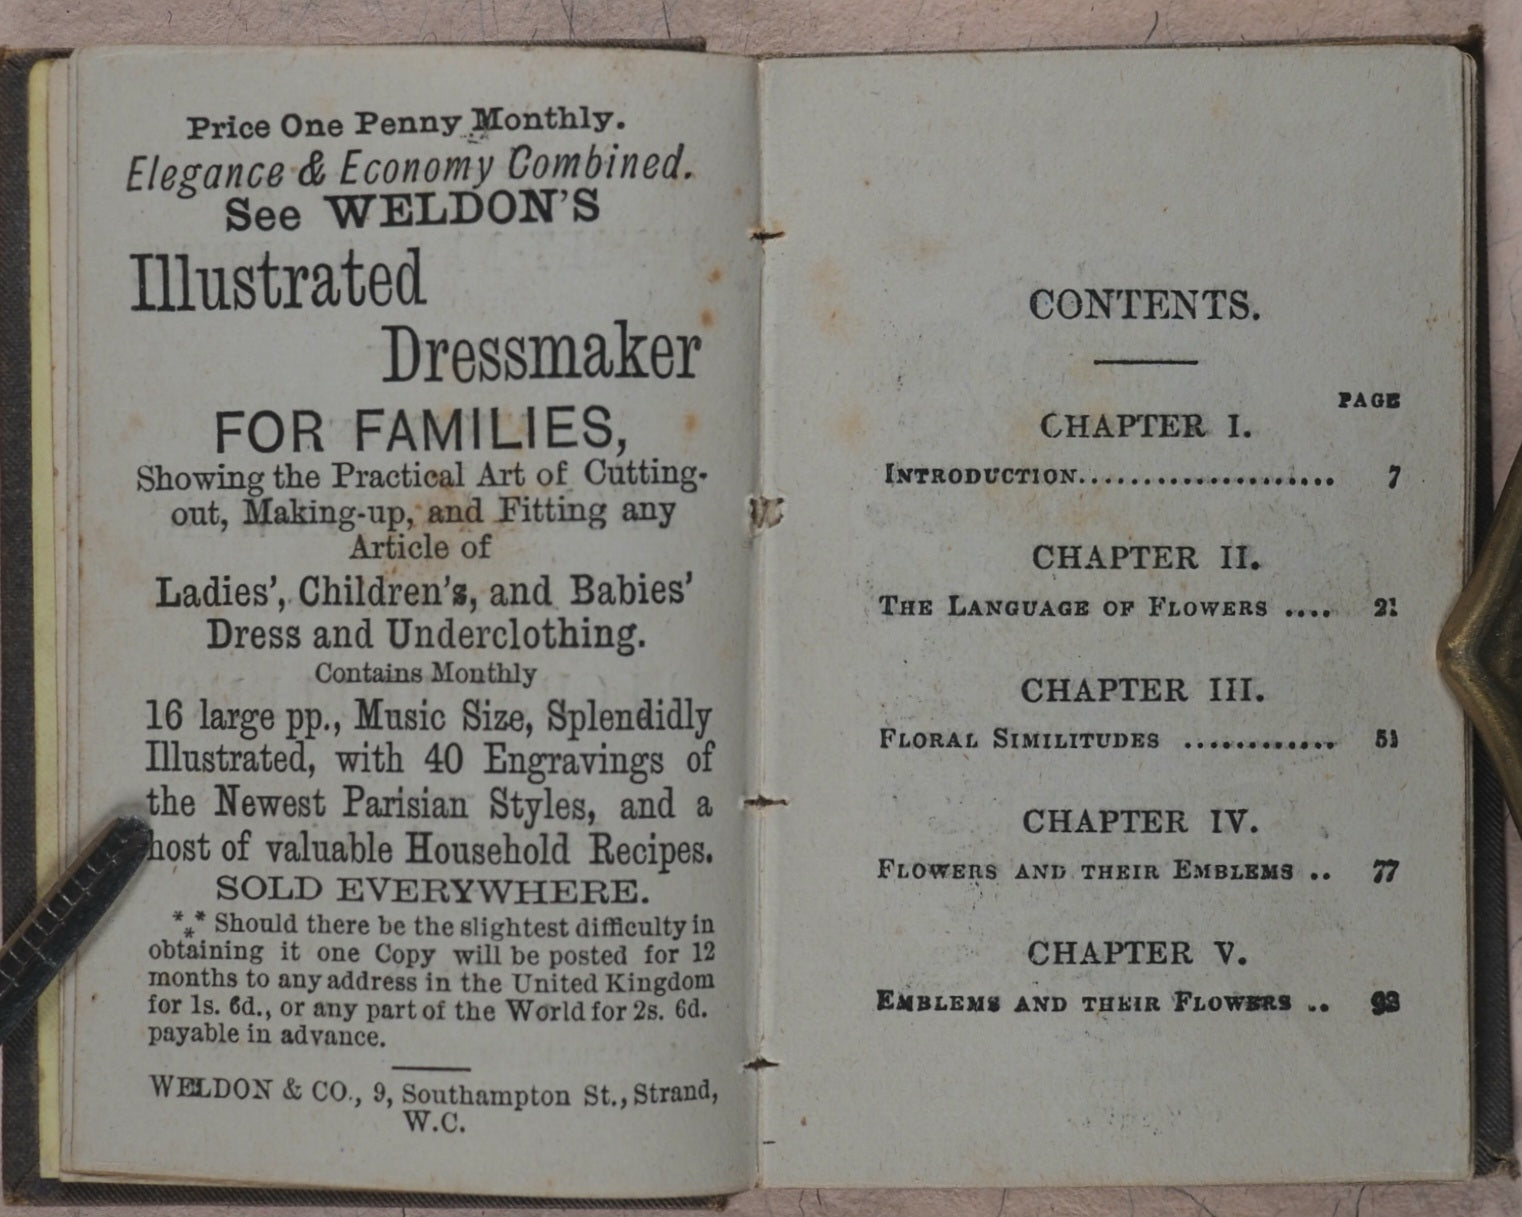 Price One Penny Monthly.
Elegance & Economy Combined.
See WELDON'S
Illustrated
Dressmaker
FOR FAMILIES,
Showing the Practical Art of Cutting-
out, Making-up, and Fitting any
Article of
Ladies', Children's, and Babies'
Dress and Underclothing.
Contains Monthly
16 large pp., Music Size, Splendidly
Illustrated, with 40 Engravings of
the Newest Parisian Styles, and a
host of valuable Household Recipes.
SOLD EVERYWHERE.
*** Should there be the slightest difficulty in
obtaining it one Copy will be posted for 12
months to any address in the United Kingdom
for 1s. 6d., or any part of the World for 2s. 6d.
payable in advance.
WELDON & CO., 9, Southampton St., Strand,
W.C.
CONTENTS.
PAGE
CHAPTER I.
INTRODUCTION.................... 7
CHAPTER II.
THE LANGUAGE OF FLOWERS .... 21
CHAPTER III.
FLORAL SIMILITUDES ............ 51
CHAPTER IV.
FLOWERS AND THEIR EMBLEMS .. 77
CHAPTER V.
EMBLEMS AND THEIR FLOWERS ..